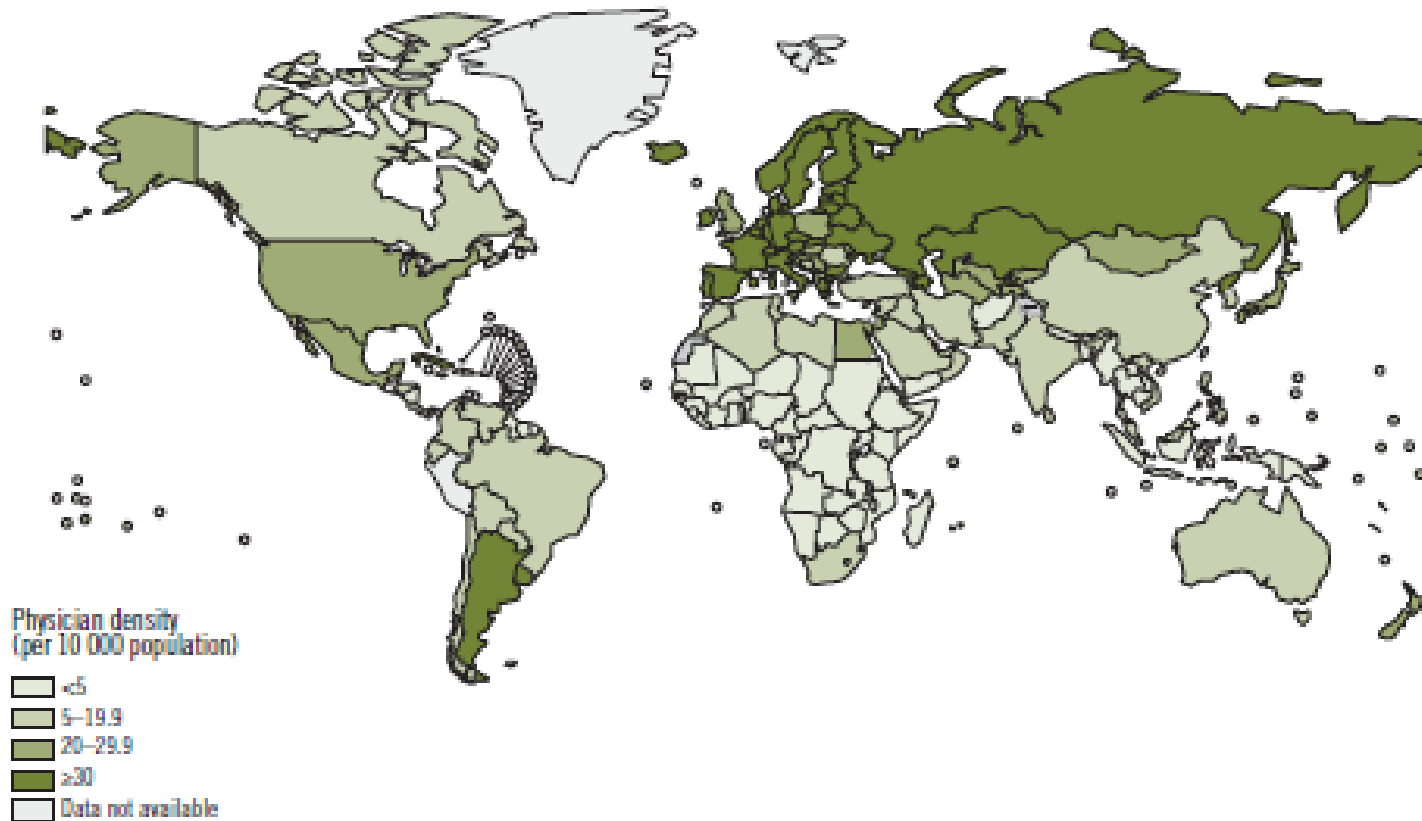 Physician density
(per 10 000 population)
<5
5–19.9
20–29.9
≥30
Data not available